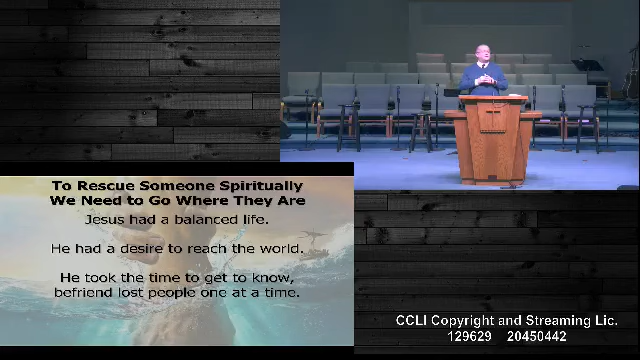 To Rescue Someone Spiritually
We Need to Go Where They Are
Jesus had a balanced life.
He had a desire to reach the world.
He took the time to get to know,
befriend lost people one at a time.
CCLI Copyright and Streaming Lic.
129629 20450442